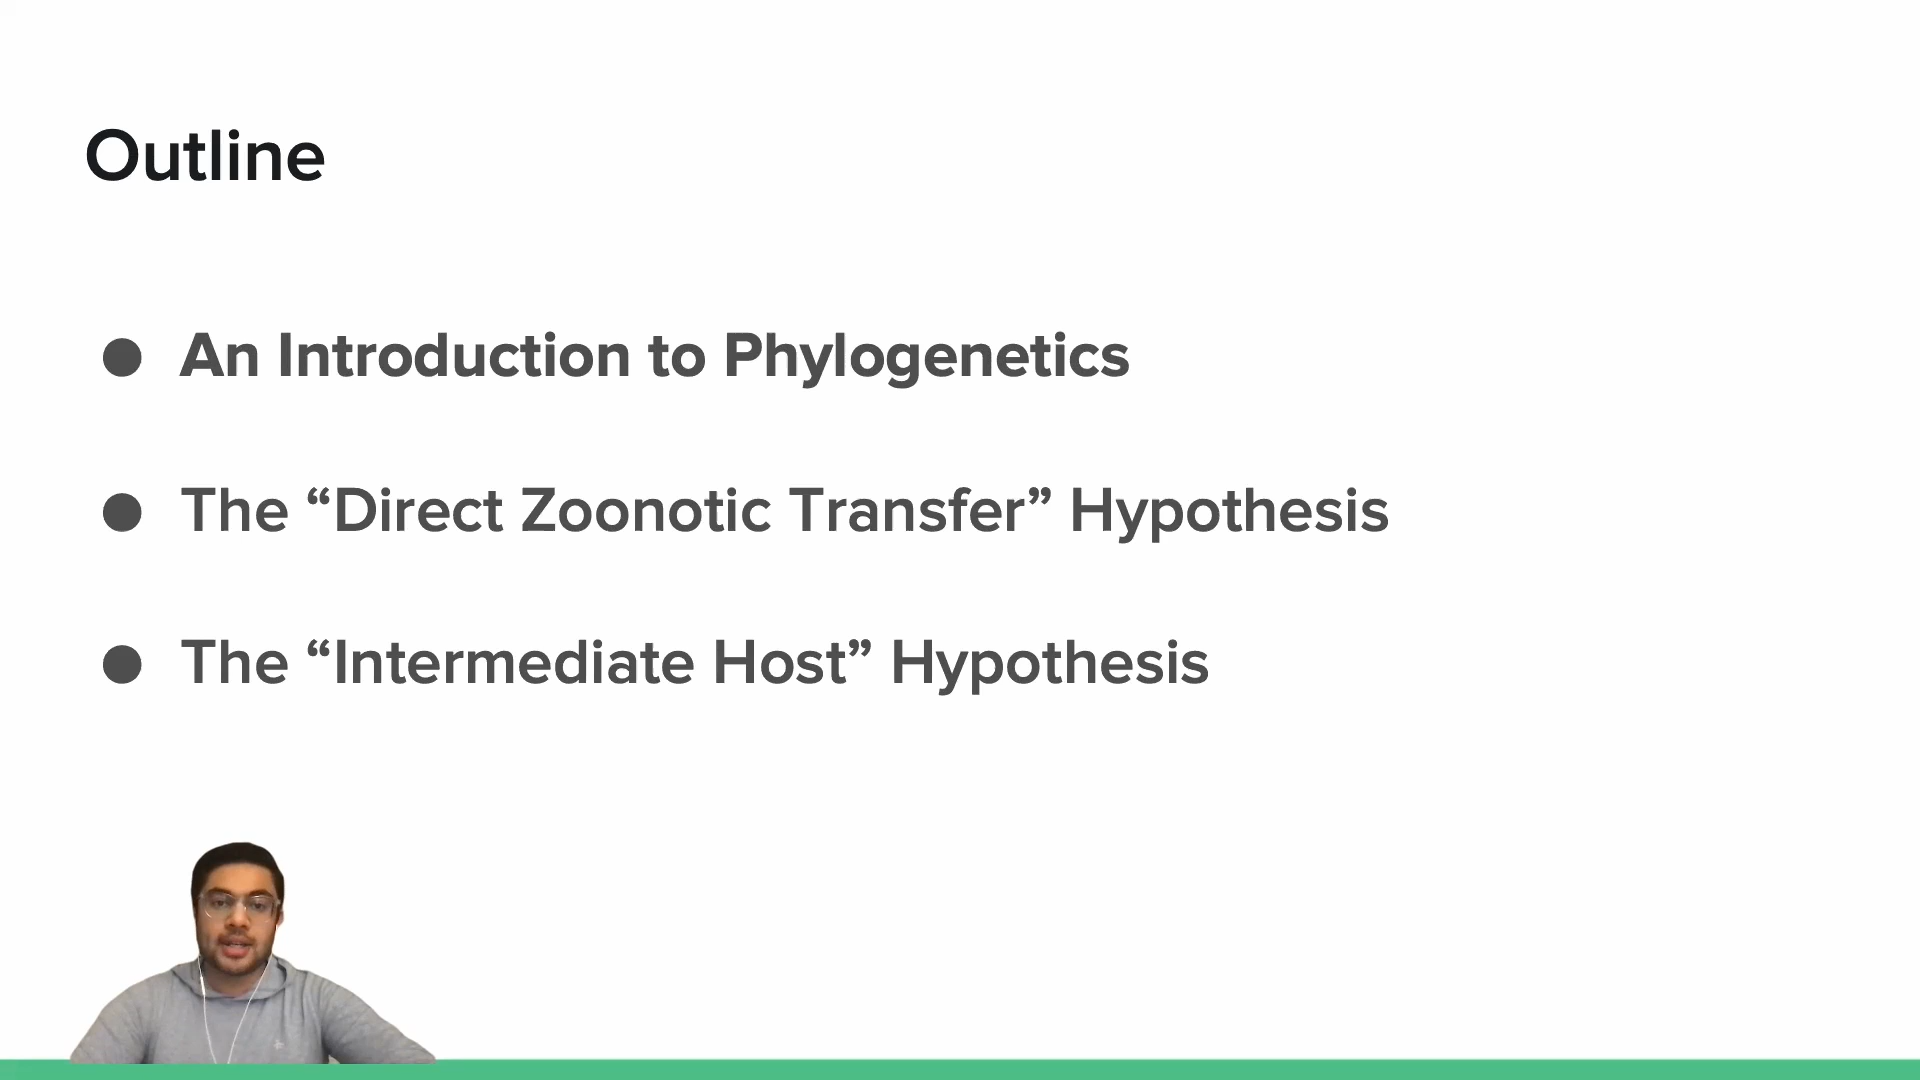 Outline
● An Introduction to Phylogenetics
● The “Direct Zoonotic Transfer” Hypothesis
● The “Intermediate Host” Hypothesis